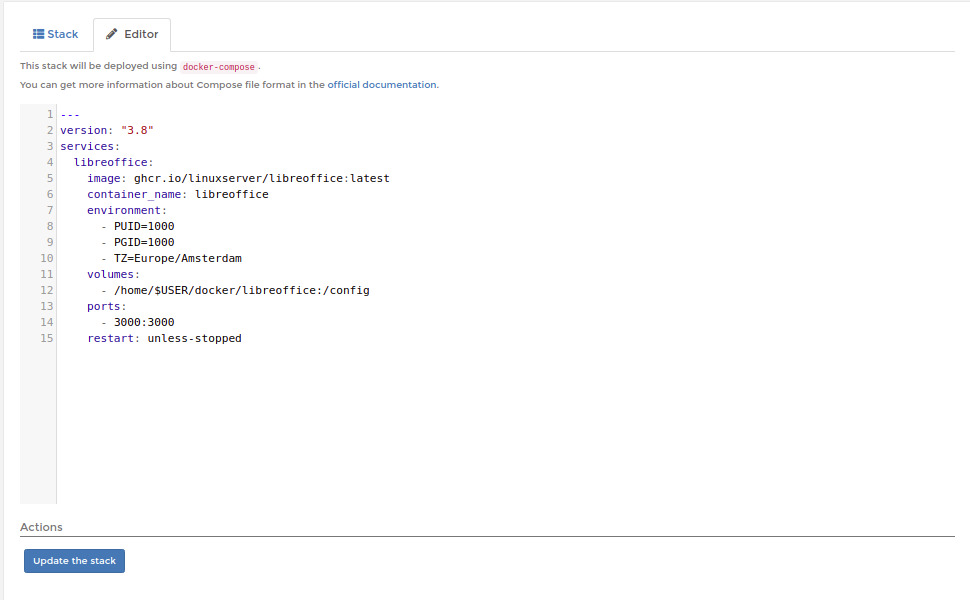 Stack Editor
This stack will be deployed using docker-compose.
You can get more information about Compose file format in the official documentation.
1 ---
2 version: "3.8"
3 services:
4   libreoffice:
5     image: ghcr.io/linuxserver/libreoffice:latest
6     container_name: libreoffice
7     environment:
8       - PUID=1000
9       - PGID=1000
10       - TZ=Europe/Amsterdam
11     volumes:
12       - /home/$USER/docker/libreoffice:/config
13     ports:
14       - 3000:3000
15     restart: unless-stopped
Actions
Update the stack